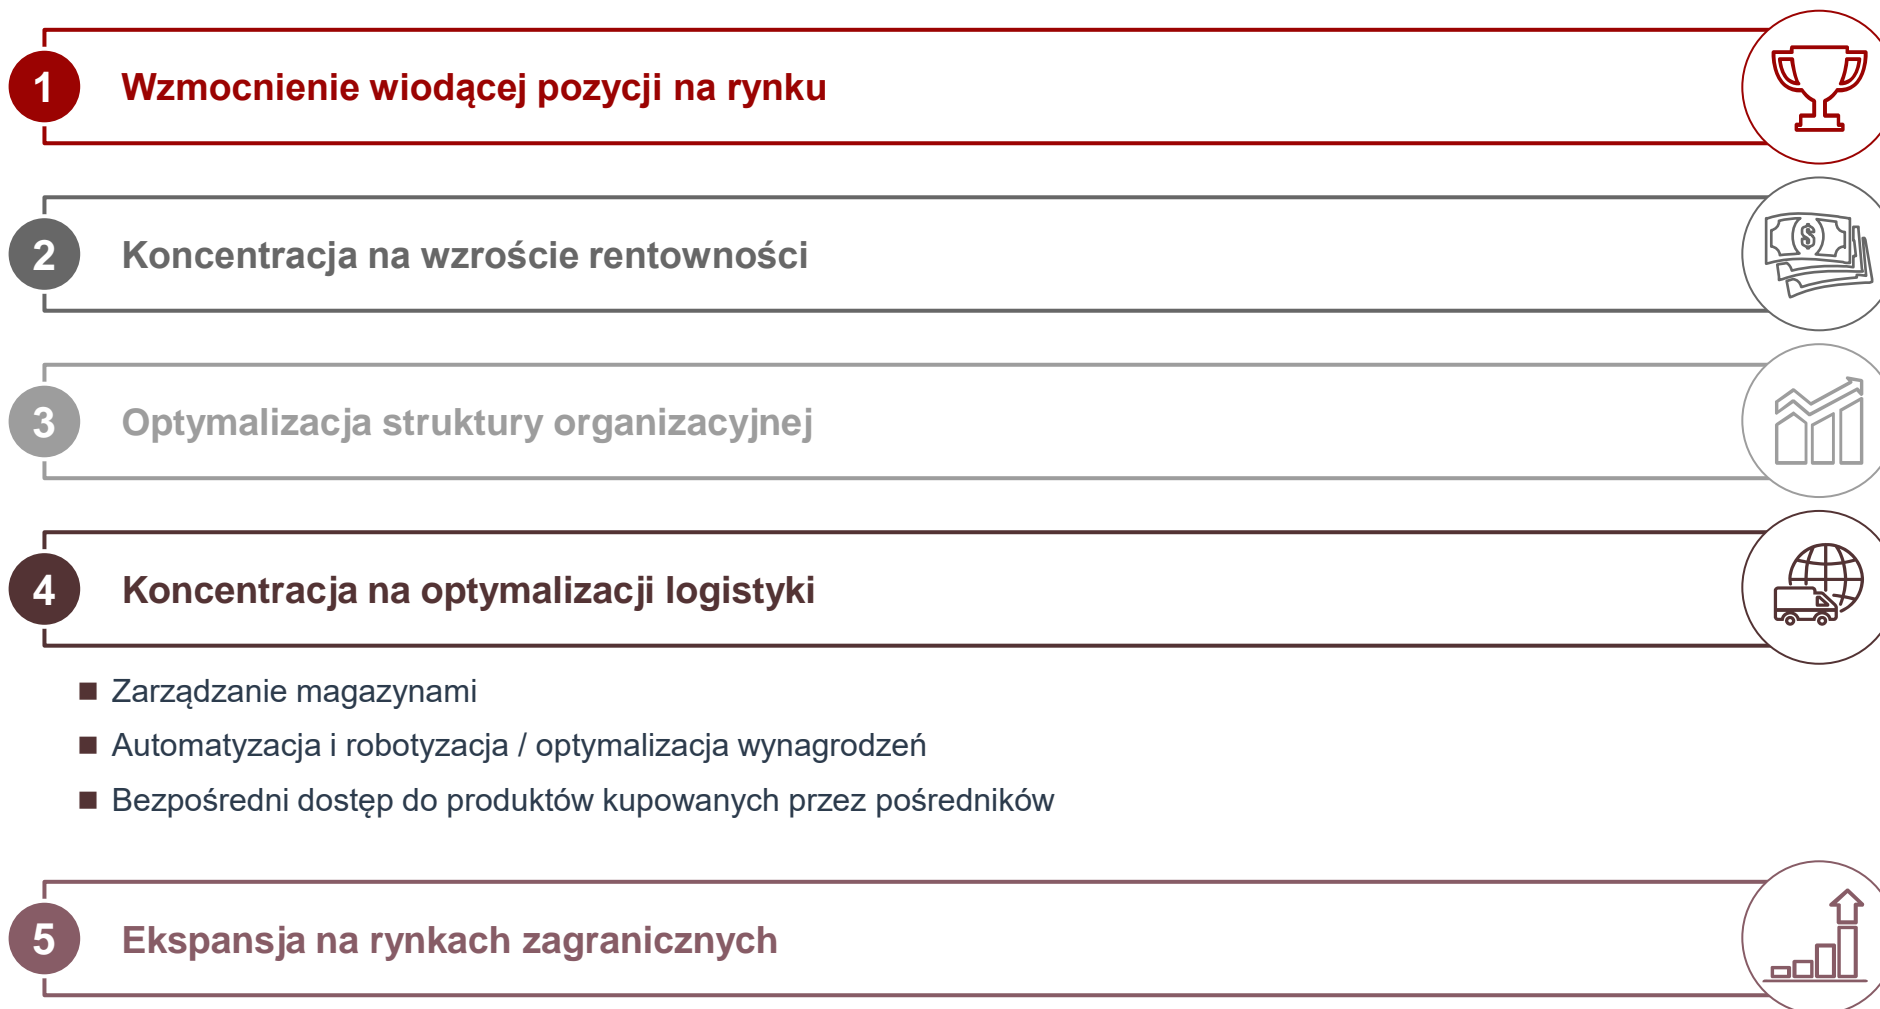 1 Wzmocnienie wiodącej pozycji na rynku
2 Koncentracja na wzroście rentowności
3 Optymalizacja struktury organizacyjnej
4 Koncentracja na optymalizacji logistyki
Zarządzanie magazynami
Automatyzacja i robotyzacja / optymalizacja wynagrodzeń
Bezpośredni dostęp do produktów kupowanych przez pośredników
5 Ekspansja na rynkach zagranicznych